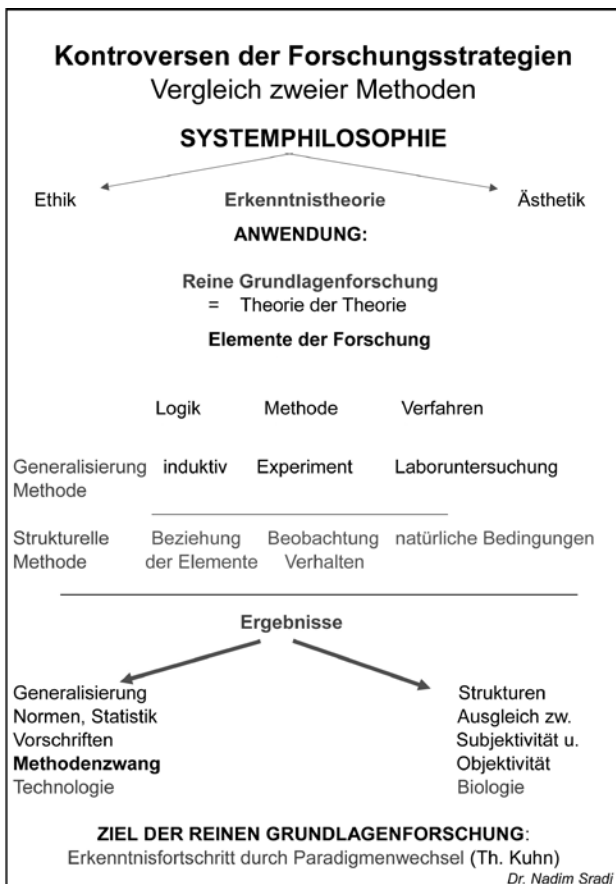 Kontroversen der Forschungsstrategien
Vergleich zweier Methoden
SYSTEMPHILOSOPHIE
Ethik Erkenntnistheorie Ästhetik
ANWENDUNG:
Reine Grundlagenforschung
= Theorie der Theorie
Elemente der Forschung
Logik Methode Verfahren
Generalisierung induktiv Experiment Laboruntersuchung
Methode
Strukturelle Beziehung Beobachtung natürliche Bedingungen
Methode der Elemente Verhalten
Ergebnisse
Generalisierung Strukturen
Normen, Statistik Ausgleich zw.
Vorschriften Subjektivität u.
Methodenzwang Objektivität
Technologie Biologie
ZIEL DER REINEN GRUNDLAGENFORSCHUNG:
Erkenntnisfortschritt durch Paradigmenwechsel (Th. Kuhn)
Dr. Nadim Sradj